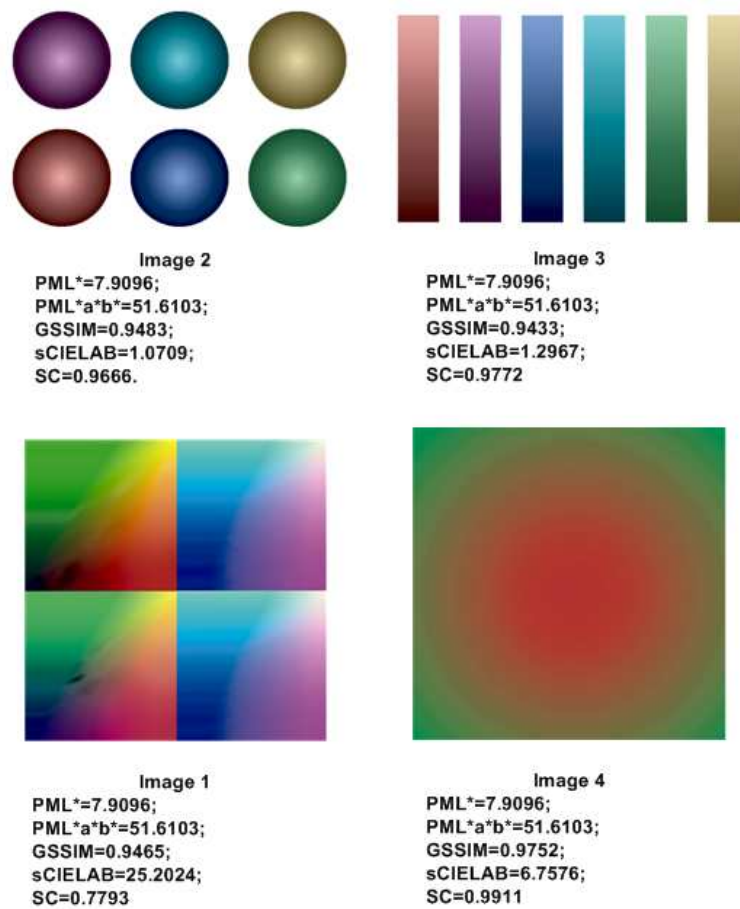 Image 2
PML*=7.9096;
PML*a*b*=51.6103;
GSSIM=0.9483;
sCIELAB=1.0709;
SC=0.9666.
Image 3
PML*=7.9096;
PML*a*b*=51.6103;
GSSIM=0.9433;
sCIELAB=1.2967;
SC=0.9772
Image 1
PML*=7.9096;
PML*a*b*=51.6103;
GSSIM=0.9465;
sCIELAB=25.2024;
SC=0.7793
Image 4
PML*=7.9096;
PML*a*b*=51.6103;
GSSIM=0.9752;
sCIELAB=6.7576;
SC=0.9911